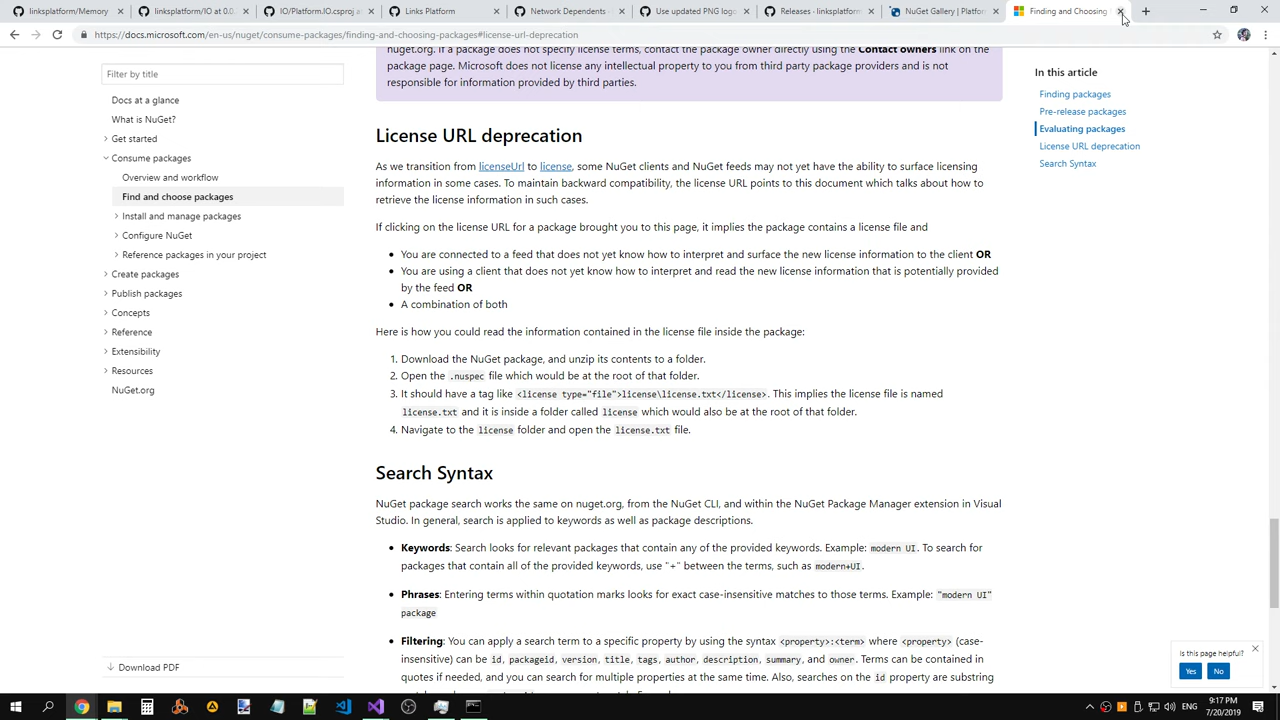 linksplatform/Memory
linksplatform/IO at 0.0.
IO/Platform.IO.csproj a
Links Platform
Network Dependents ·
Use updated PNG logo
Releases · linksplatform
NuGet Gallery | Platform
Finding and Choosing
https://docs.microsoft.com/en-us/nuget/consume-packages/finding-and-choosing-packages#license-url-deprecation
Filter by title
Docs at a glance
What is NuGet?
Get started
Consume packages
Overview and workflow
Find and choose packages
Install and manage packages
Configure NuGet
Reference packages in your project
Create packages
Publish packages
Concepts
Reference
Extensibility
Resources
NuGet.org
Download PDF
nuget.org. If a package does not specify license terms, contact the package owner directly using the Contact owners link on the
package page. Microsoft does not license any intellectual property to you from third party package providers and is not
responsible for information provided by third parties.
License URL deprecation
As we transition from licenseUrl to license, some NuGet clients and NuGet feeds may not yet have the ability to surface licensing
information in some cases. To maintain backward compatibility, the license URL points to this document which talks about how to
retrieve the license information in such cases.
If clicking on the license URL for a package brought you to this page, it implies the package contains a license file and
• You are connected to a feed that does not yet know how to interpret and surface the new license information to the client OR
• You are using a client that does not yet know how to interpret and read the new license information that is potentially provided
by the feed OR
• A combination of both
Here is how you could read the information contained in the license file inside the package:
1. Download the NuGet package, and unzip its contents to a folder.
2. Open the .nuspec file which would be at the root of that folder.
3. It should have a tag like <license type="file">license\license.txt</license>. This implies the license file is named
license.txt and it is inside a folder called license which would also be at the root of that folder.
4. Navigate to the license folder and open the license.txt file.
Search Syntax
NuGet package search works the same on nuget.org, from the NuGet CLI, and within the NuGet Package Manager extension in Visual
Studio. In general, search is applied to keywords as well as package descriptions.
• Keywords: Search looks for relevant packages that contain any of the provided keywords. Example: modern UI. To search for
packages that contain all of the provided keywords, use "+" between the terms, such as modern+UI.
• Phrases: Entering terms within quotation marks looks for exact case-insensitive matches to those terms. Example: "modern UI"
package
• Filtering: You can apply a search term to a specific property by using the syntax <property>:<term> where <property> (case-
insensitive) can be id, packageid, version, title, tags, author, description, summary, and owner. Terms can be contained in
quotes if needed, and you can search for multiple properties at the same time. Also, searches on the id property are substring
In this article
Finding packages
Pre-release packages
Evaluating packages
License URL deprecation
Search Syntax
Is this page helpful?
Yes
No
ENG
9:17 PM
7/20/2019